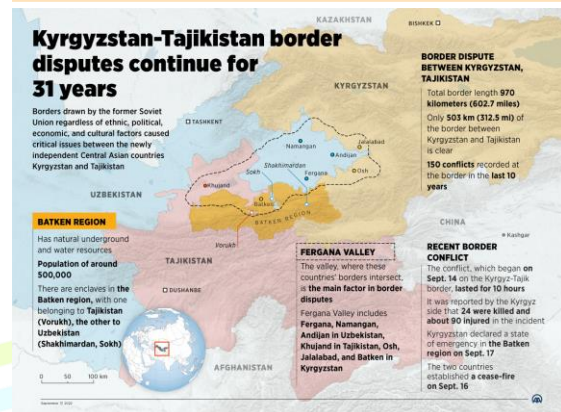 Kyrgyzstan-Tajikistan border
disputes continue for
31 years
Borders drawn by the former Soviet
Union regardless of ethnic, political,
economic, and cultural factors caused
critical issues between the newly
independent Central Asian countries
Kyrgyzstan and Tajikistan
KAZAKHSTAN
BISHKEK
KYRGYZSTAN
TASHKENT
Namangan
Jalalabad
Andijan
Shakhimardan
Sokh
Fergana
Osh
Khujand
Batken
BATKEN REGION
UZBEKISTAN
Vorukh
CHINA
Kashgar
TAJIKISTAN
DUSHANBE
AFGHANISTAN
BORDER DISPUTE
BETWEEN KYRGYZSTAN,
TAJIKISTAN
Total border length 970
kilometers (602.7 miles)
Only 503 km (312.5 mi) of
the border between
Kyrgyzstan and Tajikistan
is clear
150 conflicts recorded at
the border in the last 10
years
BATKEN REGION
Has natural underground
and water resources
Population of around
500,000
There are enclaves in the
Batken region, with one
belonging to Tajikistan
(Vorukh), the other to
Uzbekistan
(Shakhimardan, Sokh)
FERGANA VALLEY
The valley, where these
countries' borders intersect,
is the main factor in border
disputes
Fergana Valley includes
Fergana, Namangan,
Andijan in Uzbekistan,
Khujand in Tajikistan, Osh,
Jalalabad, and Batken in
Kyrgyzstan
RECENT BORDER
CONFLICT
The conflict, which began on
Sept. 14 on the Kyrgyz-Tajik
border, lasted for 10 hours
It was reported by the Kyrgyz
side that 24 were killed and
about 90 injured in the incident
Kyrgyzstan declared a state
of emergency in the Batken
region on Sept. 17
The two countries
established a cease-fire
on Sept. 16
0 50 100 km